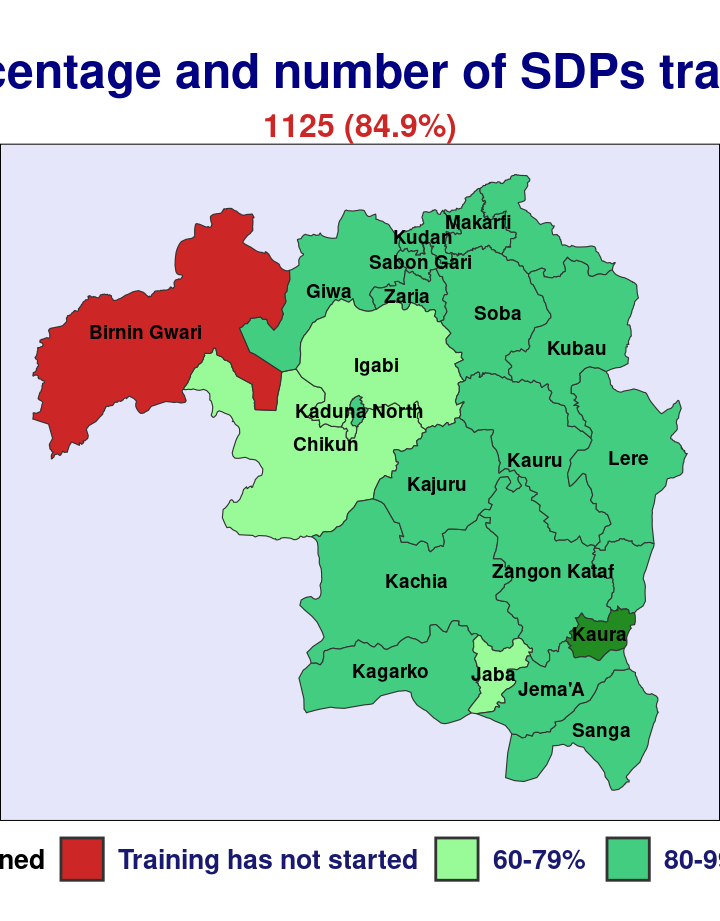 centage and number of SDPs tra
1125 (84.9%)
Makarfi
Kudan
Sabon Gari
Giwa
Zaria
Soba
Birnin Gwari
Kubau
Igabi
Kaduna North
Chikun
Kauru
Lere
Kajuru
Zangon Kataf
Kachia
Kaura
Kagarko
Jaba
Jema'A
Sanga
ned Training has not started 60-79% 80-9